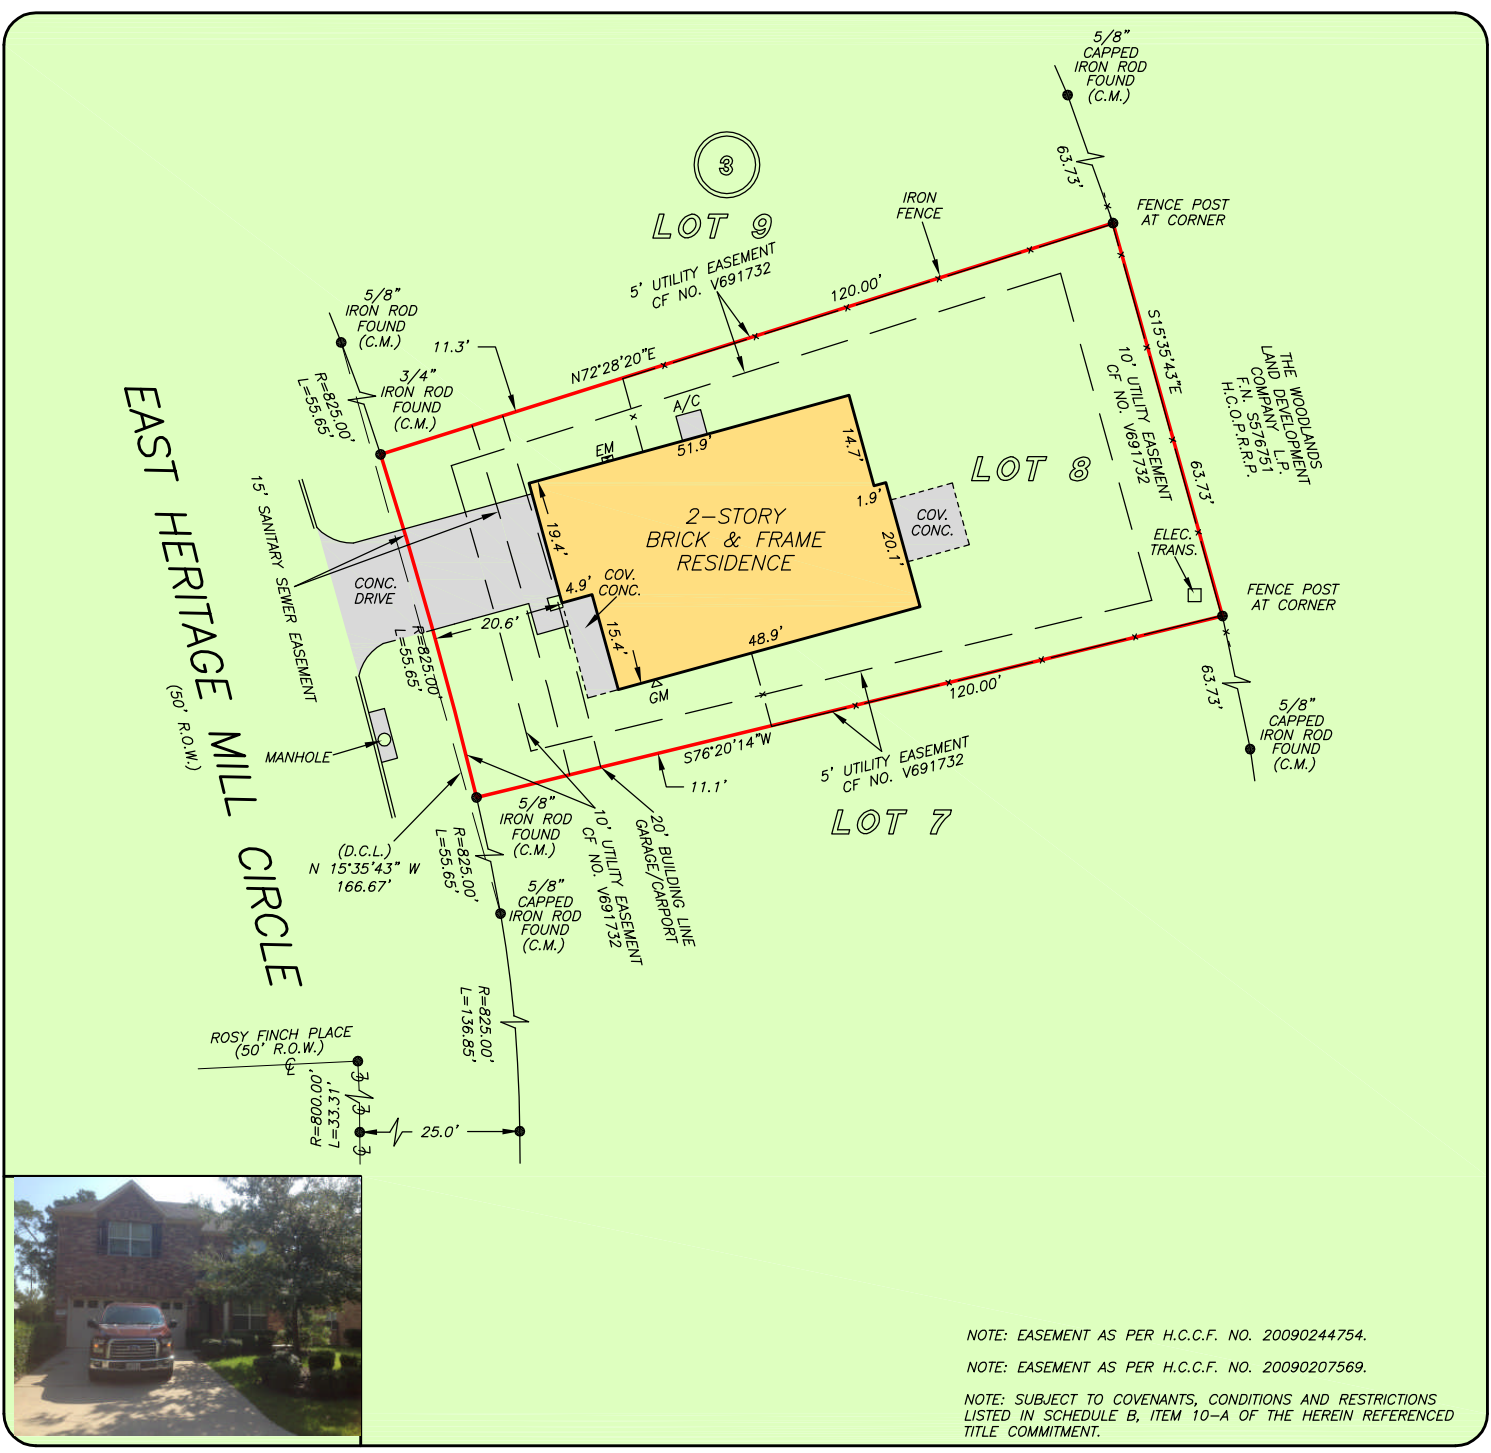 5/8"
CAPPED
IRON ROD
FOUND
(C.M.)
63.73'
3
LOT 9
IRON
FENCE
FENCE POST
AT CORNER
5' UTILITY EASEMENT
CF NO. V691732
120.00'
5/8"
IRON ROD
FOUND
(C.M.)
11.3'
N72°28'20"E
3/4"
IRON ROD
FOUND
(C.M.)
R=825.00'
L=55.65'
S15°35'43"E
10' UTILITY EASEMENT
CF NO. V691732
THE WOODLANDS
LAND DEVELOPMENT
COMPANY L.P.
F.N. S576751
H.C.O.P.R.R.P.
A/C
EM
51.9'
14.7'
LOT 8
63.73'
1.9'
COV.
CONC.
20.1'
ELEC.
TRANS.
2-STORY
BRICK & FRAME
RESIDENCE
19.4'
EAST HERITAGE MILL CIRCLE
(50' R.O.W.)
15' SANITARY SEWER EASEMENT
CONC.
DRIVE
4.9'
COV.
CONC.
20.6'
15.4'
48.9'
R=825.00'
L=55.65'
GM
FENCE POST
AT CORNER
63.73'
120.00'
5/8"
CAPPED
IRON ROD
FOUND
(C.M.)
MANHOLE
S76°20'14"W
5' UTILITY EASEMENT
CF NO. V691732
11.1'
LOT 7
5/8"
IRON ROD
FOUND
(C.M.)
10' UTILITY EASEMENT
CF NO. V691732
20' BUILDING LINE
GARAGE/CARPORT
(D.C.L.)
N 15°35'43" W
166.67'
R=825.00'
L=55.65'
5/8"
CAPPED
IRON ROD
FOUND
(C.M.)
R=825.00'
L=136.85'
ROSY FINCH PLACE
(50' R.O.W.)
R=800.00'
L=33.31'
25.0'
NOTE: EASEMENT AS PER H.C.C.F. NO. 20090244754.
NOTE: EASEMENT AS PER H.C.C.F. NO. 20090207569.
NOTE: SUBJECT TO COVENANTS, CONDITIONS AND RESTRICTIONS
LISTED IN SCHEDULE B, ITEM 10-A OF THE HEREIN REFERENCED
TITLE COMMITMENT.